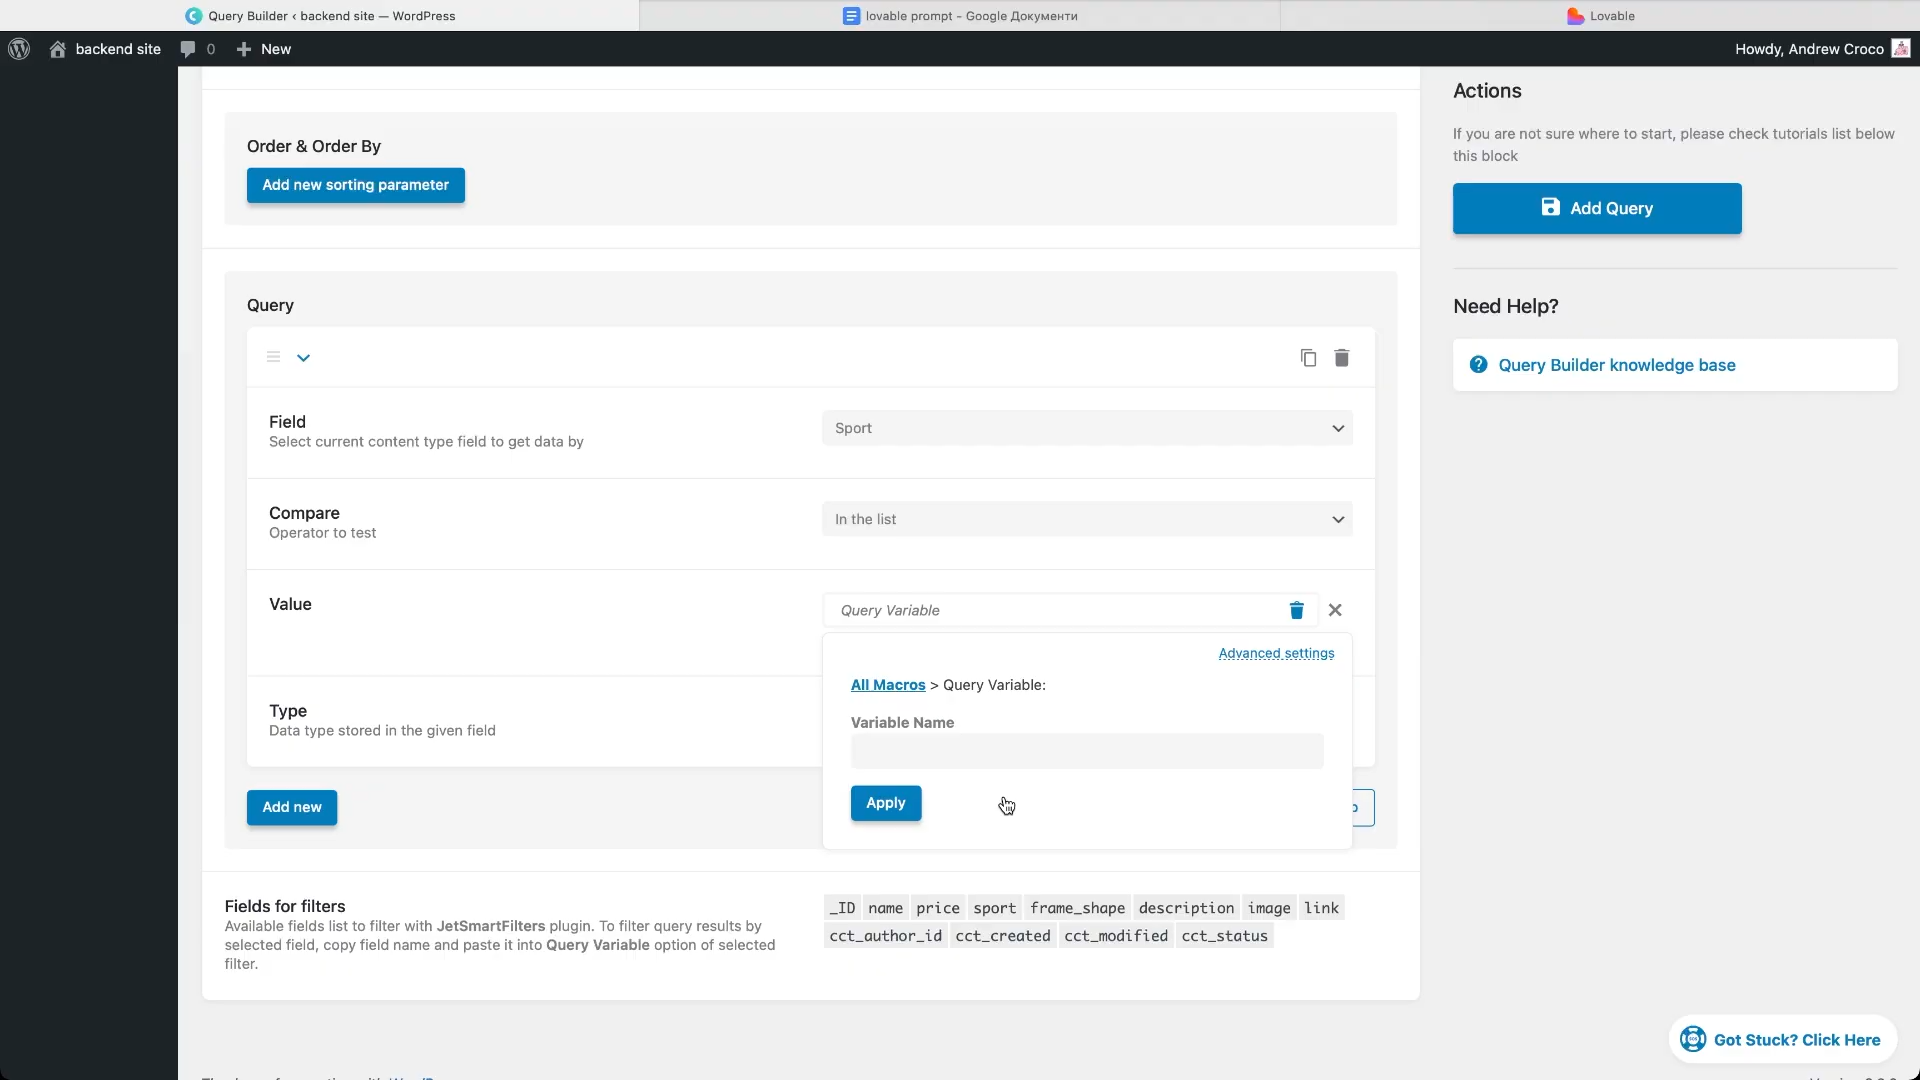 Query Builder ‹ backend site — WordPress
lovable prompt - Google Документи
Lovable
backend site
0
New
Howdy, Andrew Croco
Order & Order By
Add new sorting parameter
Query
Field
Select current content type field to get data by
Sport
Compare
Operator to test
In the list
Value
Query Variable
Advanced settings
All Macros > Query Variable:
Variable Name
Apply
Type
Data type stored in the given field
Add new
Fields for filters
Available fields list to filter with JetSmartFilters plugin. To filter query results by
selected field, copy field name and paste it into Query Variable option of selected
filter.
_ID name price sport frame_shape description image link
cct_author_id cct_created cct_modified cct_status
Actions
If you are not sure where to start, please check tutorials list below
this block
Add Query
Need Help?
Query Builder knowledge base
Got Stuck? Click Here